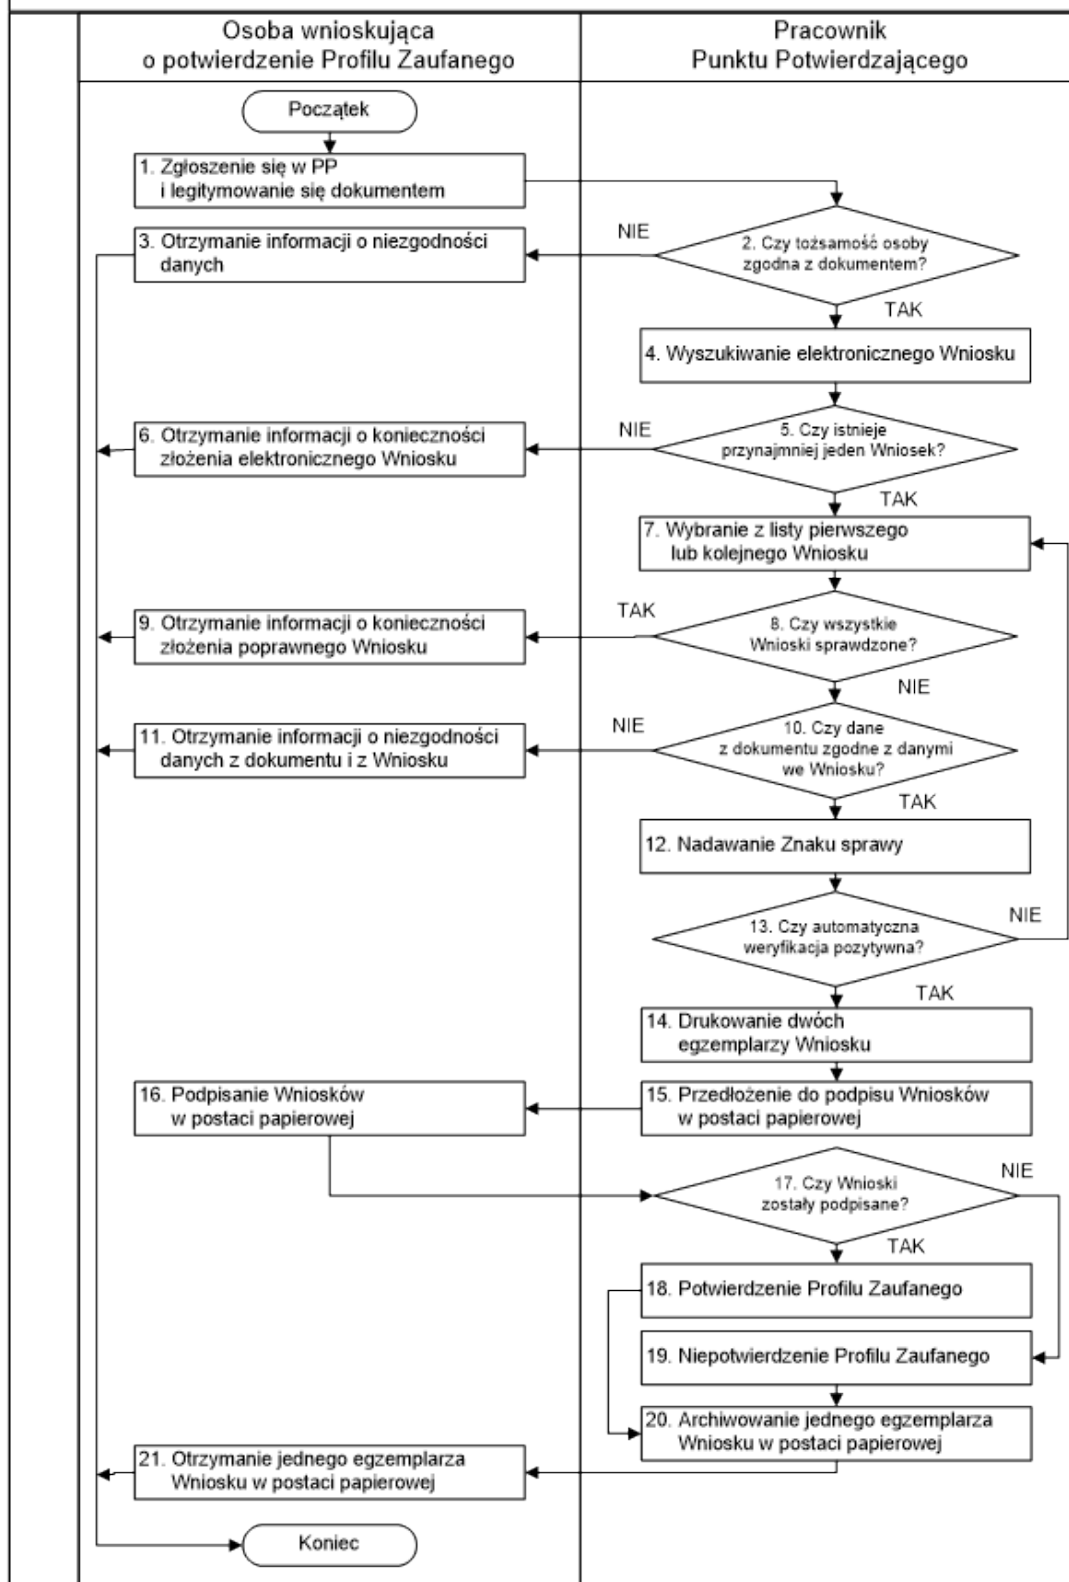 Osoba wnioskująca
o potwierdzenie Profilu Zaufanego
Pracownik
Punktu Potwierdzającego
Początek
1. Zgłoszenie się w PP
i legitymowanie się dokumentem
2. Czy tożsamość osoby
zgodna z dokumentem?
NIE
3. Otrzymanie informacji o niezgodności
danych
TAK
4. Wyszukiwanie elektronicznego Wniosku
5. Czy istnieje
przynajmniej jeden Wniosek?
NIE
6. Otrzymanie informacji o konieczności
złożenia elektronicznego Wniosku
TAK
7. Wybranie z listy pierwszego
lub kolejnego Wniosku
8. Czy wszystkie
Wnioski sprawdzone?
TAK
9. Otrzymanie informacji o konieczności
złożenia poprawnego Wniosku
NIE
10. Czy dane
z dokumentu zgodne z danymi
we Wniosku?
NIE
11. Otrzymanie informacji o niezgodności
danych z dokumentu i z Wniosku
TAK
12. Nadawanie Znaku sprawy
13. Czy automatyczna
weryfikacja pozytywna?
NIE
TAK
14. Drukowanie dwóch
egzemplarzy Wniosku
15. Przedłożenie do podpisu Wniosków
w postaci papierowej
16. Podpisanie Wniosków
w postaci papierowej
17. Czy Wnioski
zostały podpisane?
NIE
TAK
18. Potwierdzenie Profilu Zaufanego
19. Niepotwierdzenie Profilu Zaufanego
20. Archiwowanie jednego egzemplarza
Wniosku w postaci papierowej
21. Otrzymanie jednego egzemplarza
Wniosku w postaci papierowej
Koniec